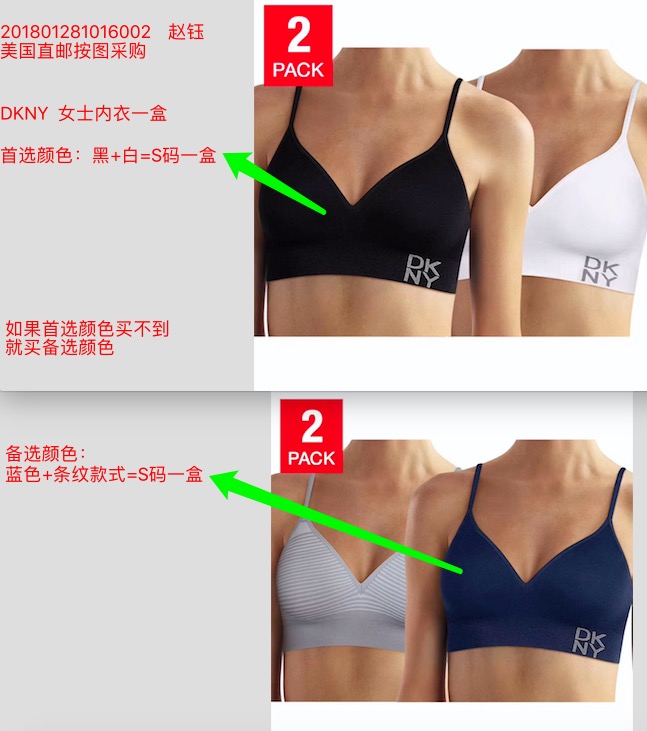 201801281016002 赵钰
美国直邮按图采购
DKNY 女士内衣一盒
首选颜色：黑+白=S码一盒
如果首选颜色买不到
就买备选颜色
2
PACK
DK
NY
DK
NY
备选颜色：
蓝色+条纹款式=S码一盒
2
PACK
DK
NY